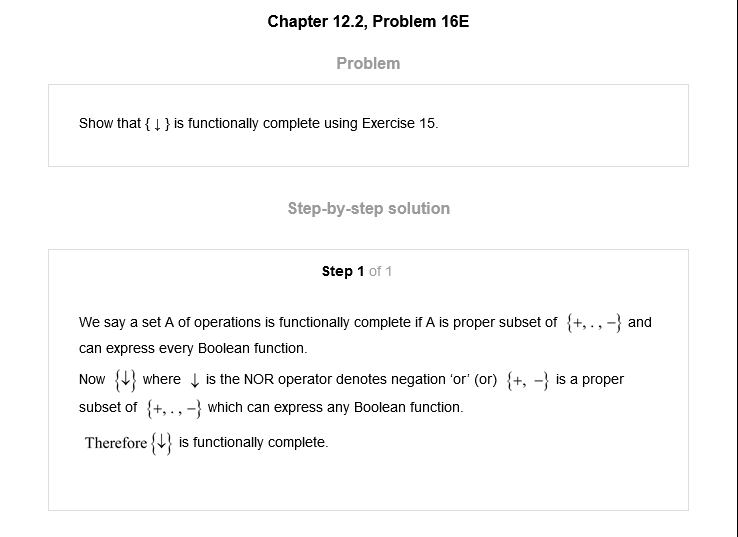 Chapter 12.2, Problem 16E
Problem
Show that { ↓ } is functionally complete using Exercise 15.
Step-by-step solution
Step 1 of 1
We say a set A of operations is functionally complete if A is proper subset of {+, . , −} and
can express every Boolean function.
Now {↓} where ↓ is the NOR operator denotes negation 'or' (or) {+, −} is a proper
subset of {+, . , −} which can express any Boolean function.
Therefore {↓} is functionally complete.